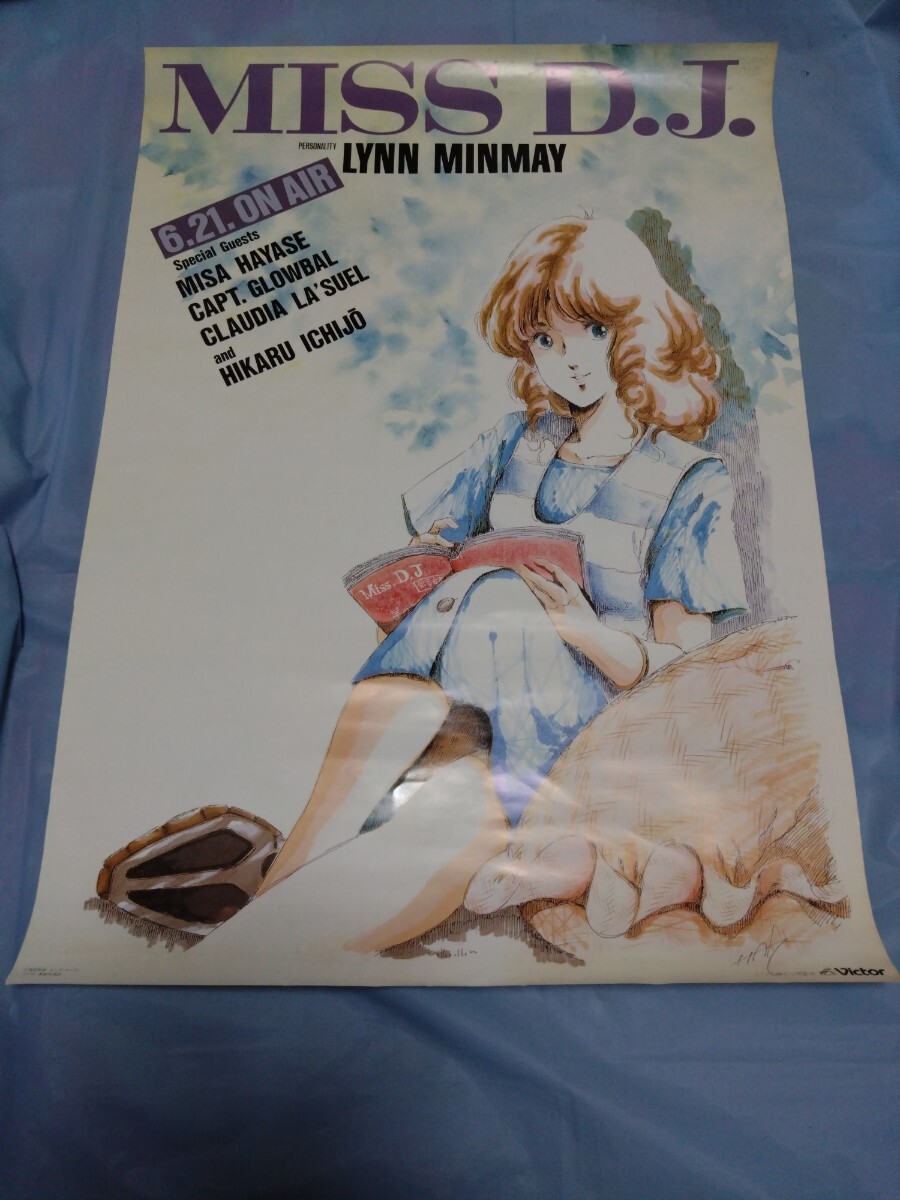 MISS D.J.
PERSONALITY LYNN MINMAY
6.21. ON AIR
Special Guests
MISA HAYASE
CAPT. GLOWBAL
CLAUDIA LA'SUEL
and
HIKARU ICHIJŌ
Miss. D.J
Victor